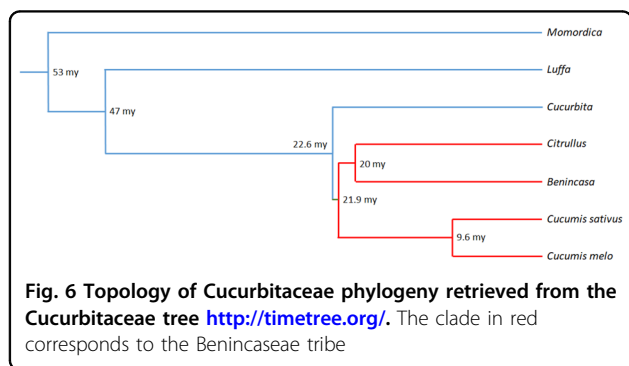 Momordica
53 my
Luffa
47 my
Cucurbita
22.6 my
Citrullus
20 my
Benincasa
21.9 my
Cucumis sativus
9.6 my
Cucumis melo
Fig. 6 Topology of Cucurbitaceae phylogeny retrieved from the
Cucurbitaceae tree http://timetree.org/. The clade in red
corresponds to the Benincaseae tribe